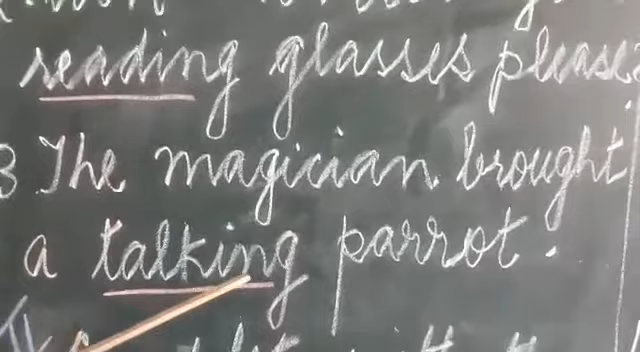 reading glasses please.
3 The magician brought
a talking parrot.